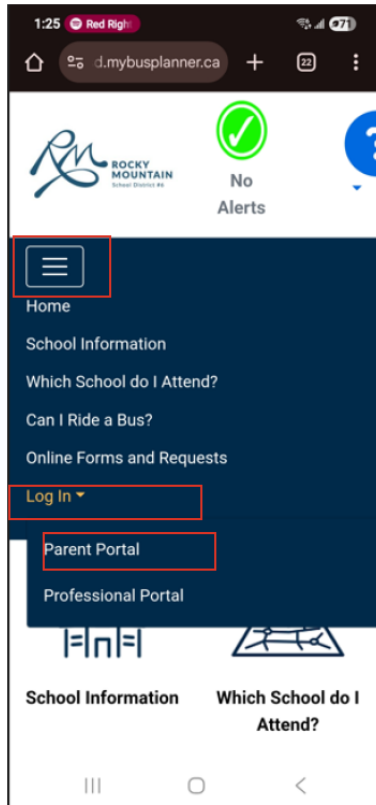 1:25 Red Righ
71
d.mybusplanner.ca
22
ROCKY
MOUNTAIN
School District #6
No
Alerts
?
Home
School Information
Which School do I Attend?
Can I Ride a Bus?
Online Forms and Requests
Log In
Parent Portal
Professional Portal
School Information
Which School do I
Attend?